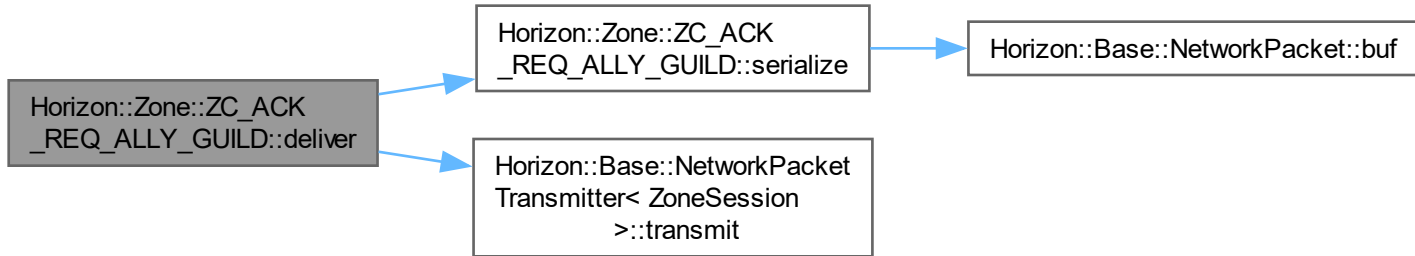 Horizon::Zone::ZC_ACK
_REQ_ALLY_GUILD::deliver
Horizon::Zone::ZC_ACK
_REQ_ALLY_GUILD::serialize
Horizon::Base::NetworkPacket::buf
Horizon::Base::NetworkPacket
Transmitter< ZoneSession
>::transmit